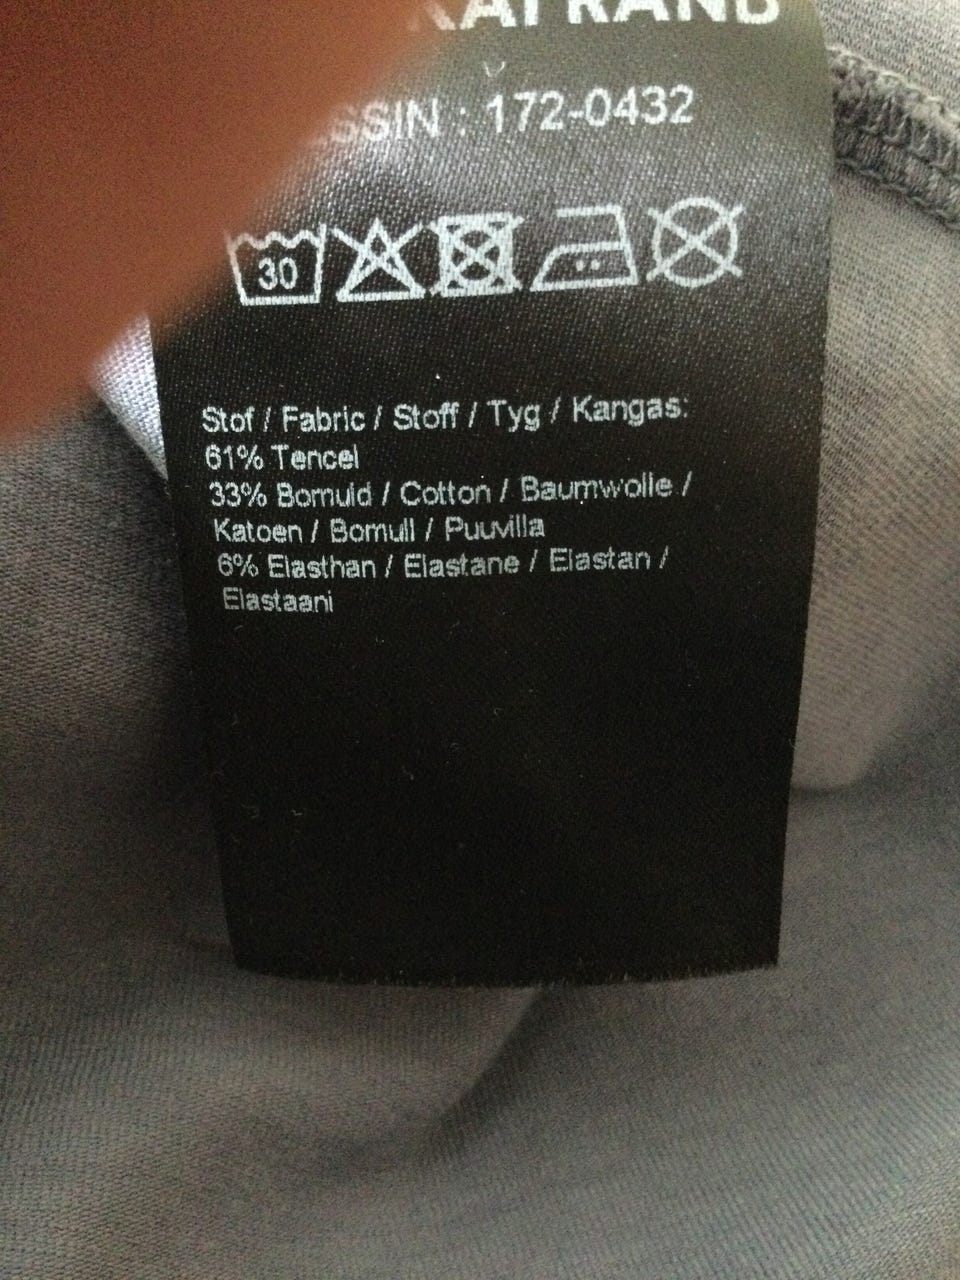 172-0432
30
Stof / Fabric / Stoff / Tyg / Kangas:
61% Tencel
33% Bomuld / Cotton / Baumwolle /
Katoen / Bomull / Puuvilla
6% Elasthan / Elastane / Elastan /
Elastaani